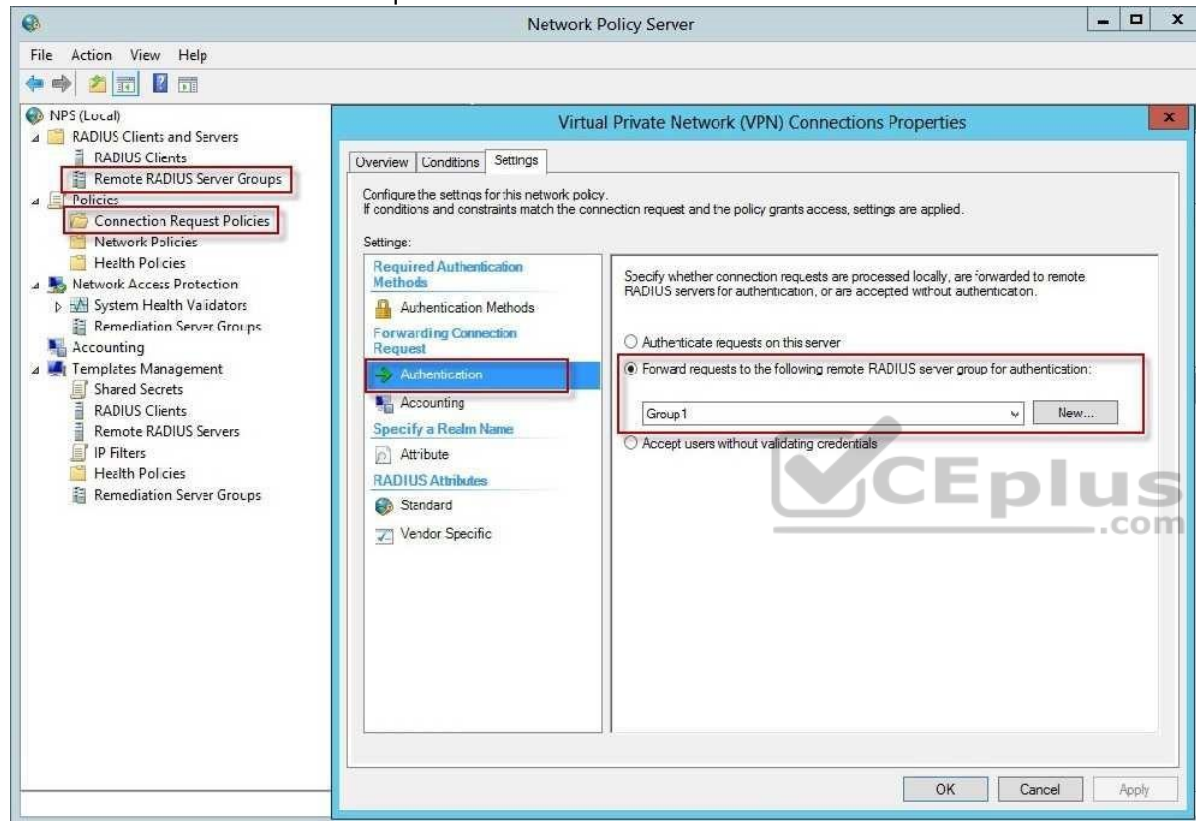 Network Policy Server
File Action View Help
NPS (Local)
RADIUS Clients and Servers
RADIUS Clients
Remote RADIUS Server Groups
Policies
Connection Request Policies
Network Policies
Health Policies
Network Access Protection
System Health Validators
Remediation Server Groups
Accounting
Templates Management
Shared Secrets
RADIUS Clients
Remote RADIUS Servers
IP Filters
Health Policies
Remediation Server Groups
Virtual Private Network (VPN) Connections Properties
Overview Conditions Settings
Configure the settings for this network policy.
If conditions and constraints match the connection request and the policy grants access, settings are applied.
Settings:
Required Authentication
Methods
Authentication Methods
Forwarding Connection
Request
Authentication
Accounting
Specify a Realm Name
Attribute
RADIUS Attributes
Standard
Vendor Specific
Specify whether connection requests are processed locally, are forwarded to remote
RADIUS servers for authentication, or are accepted without authentication.
Authenticate requests on this server
Forward requests to the following remote RADIUS server group for authentication:
Group1 New...
Accept users without validating credentials
CEplus
.com
OK Cancel Apply